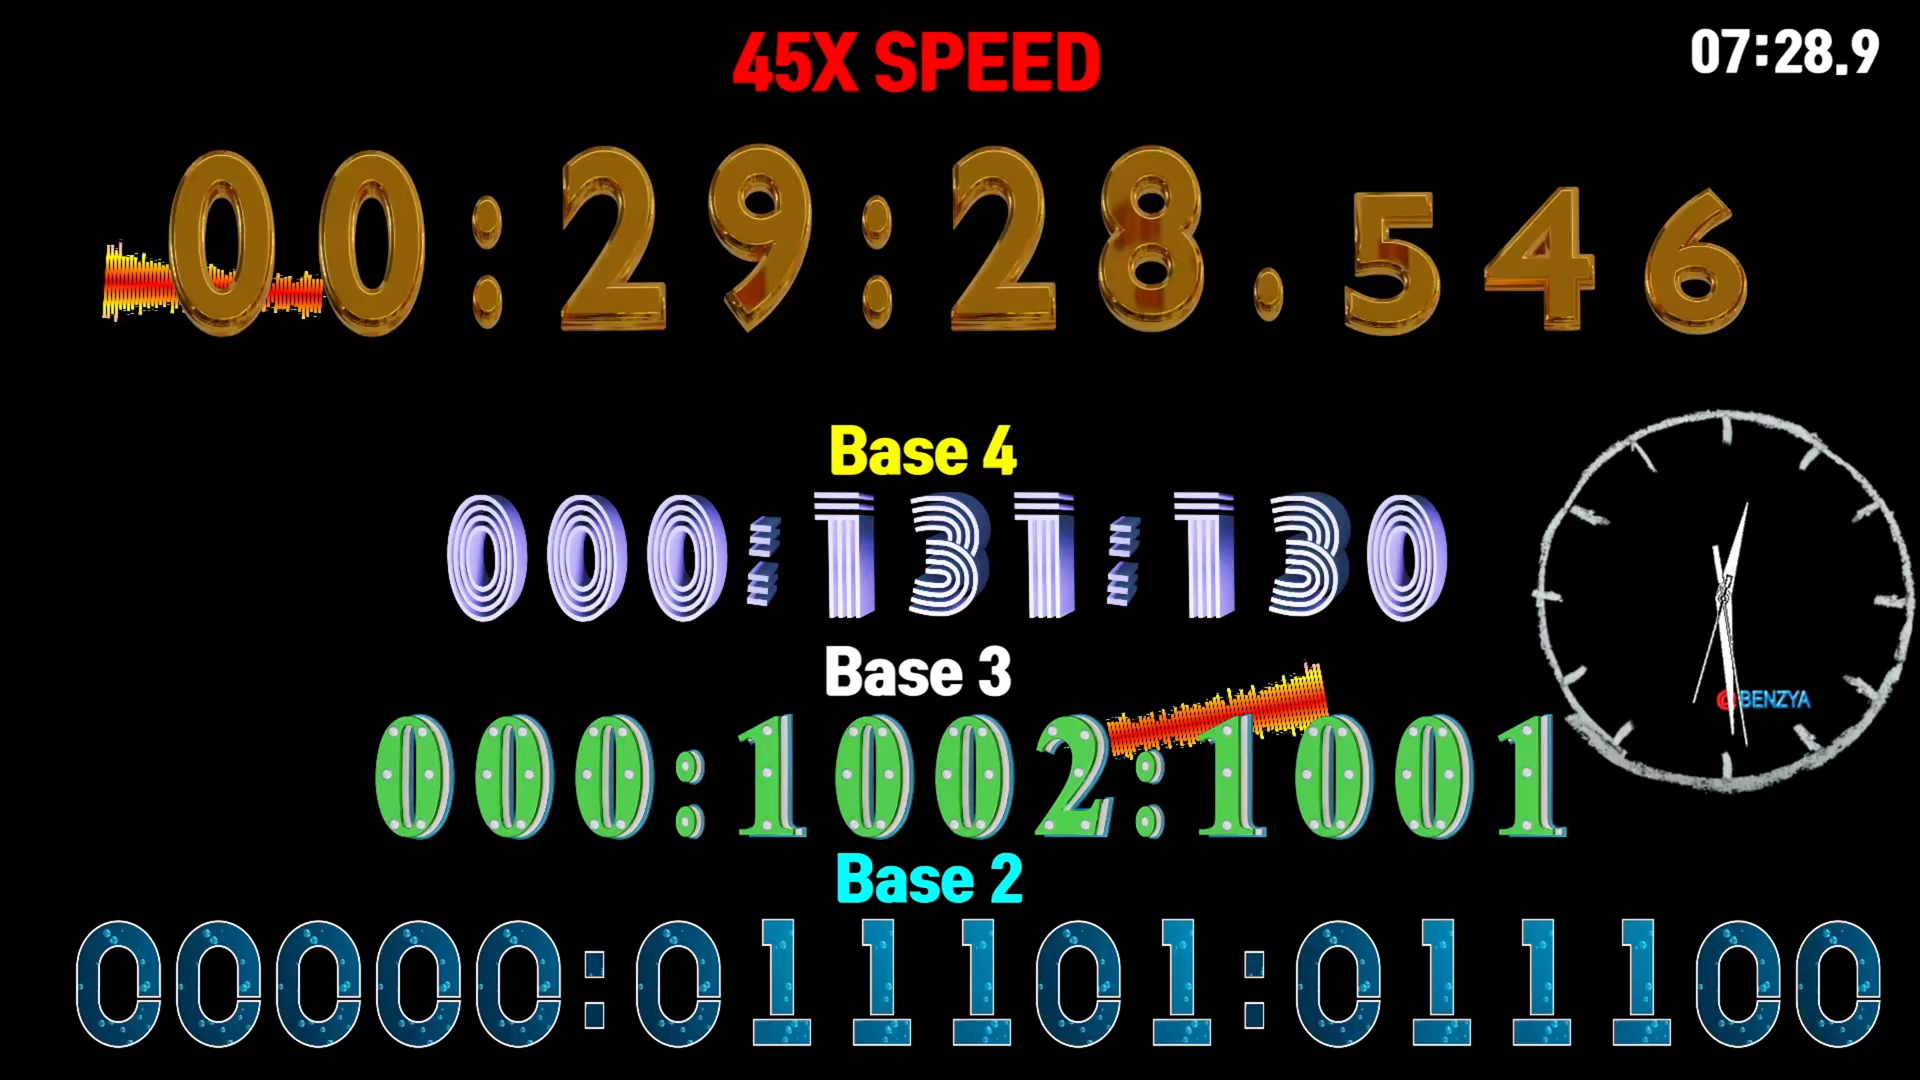 45X SPEED
07:28.9
00:29:28.546
Base 4
000:131:130
Base 3
@BENZYA
000:1002:1001
Base 2
00000:011101:011100